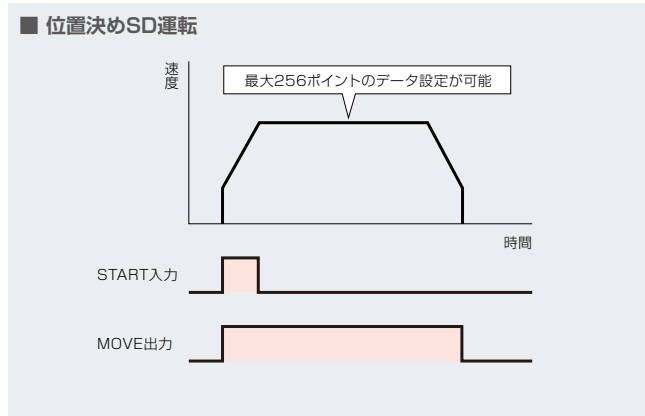 ■ 位置決めSD運転
速度
最大256ポイントのデータ設定が可能
時間
START入力
MOVE出力